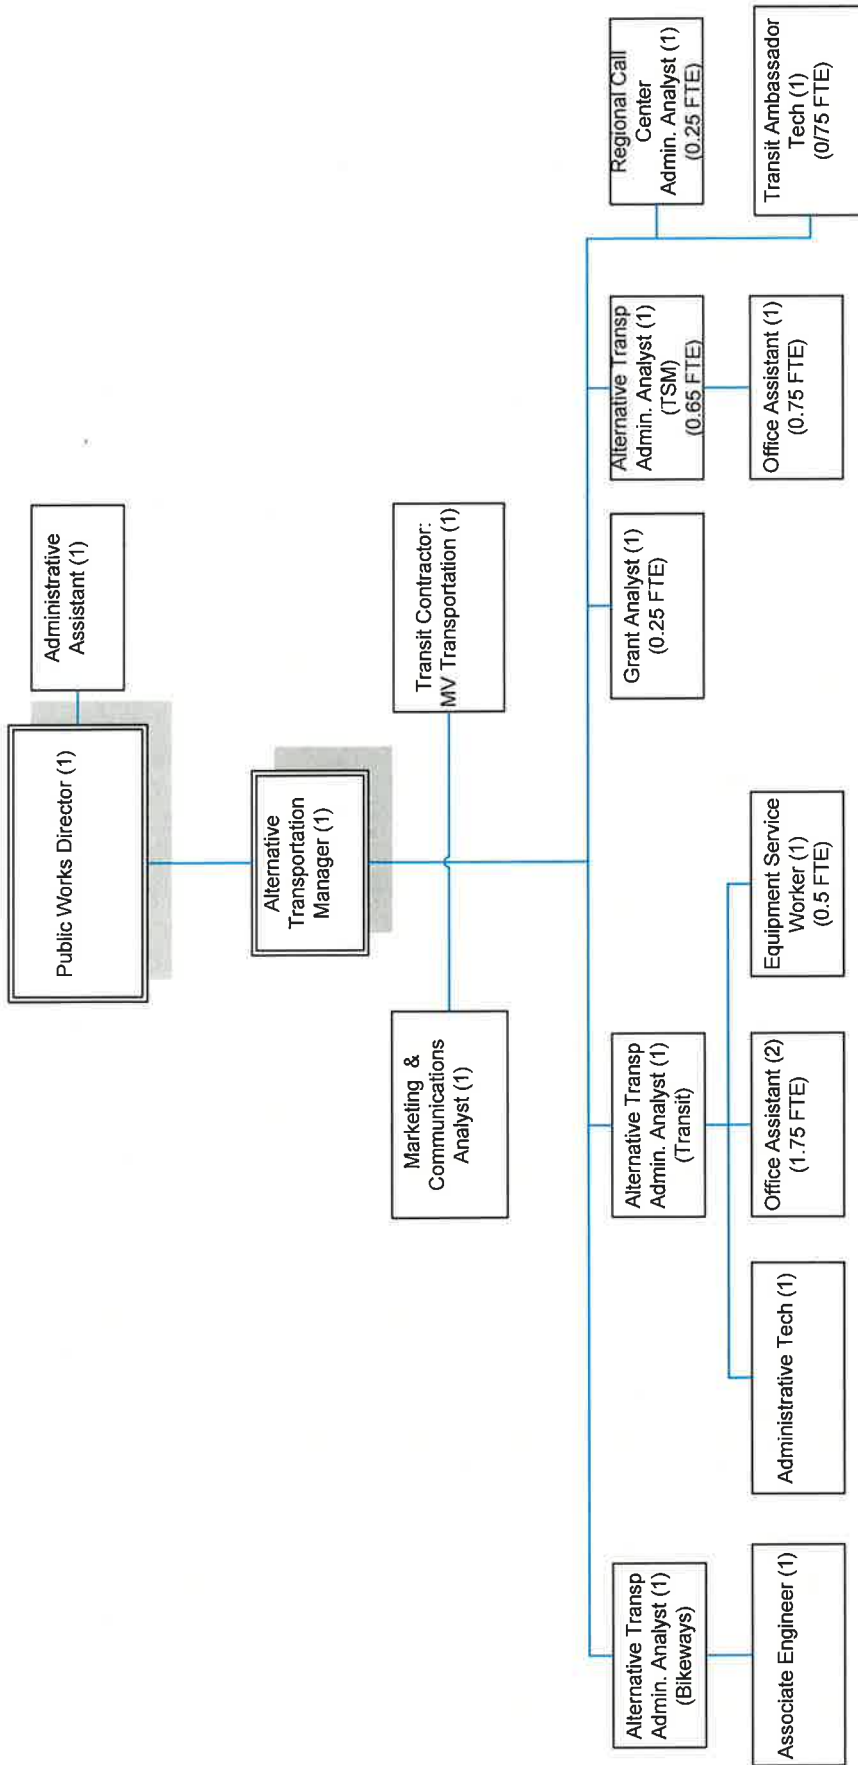 Public Works Director (1)
Administrative
Assistant (1)
Alternative
Transportation
Manager (1)
Marketing &
Communications
Analyst (1)
Transit Contractor:
MV Transportation (1)
Alternative Transp
Admin. Analyst (1)
(Bikeways)
Alternative Transp
Admin. Analyst (1)
(Transit)
Grant Analyst (1)
(0.25 FTE)
Alternative Transp
Admin. Analyst (1)
(TSM)
(0.65 FTE)
Regional Call
Center
Admin. Analyst (1)
(0.25 FTE)
Associate Engineer (1)
Administrative Tech (1)
Office Assistant (2)
(1.75 FTE)
Equipment Service
Worker (1)
(0.5 FTE)
Office Assistant (1)
(0.75 FTE)
Transit Ambassador
Tech (1)
(0/75 FTE)